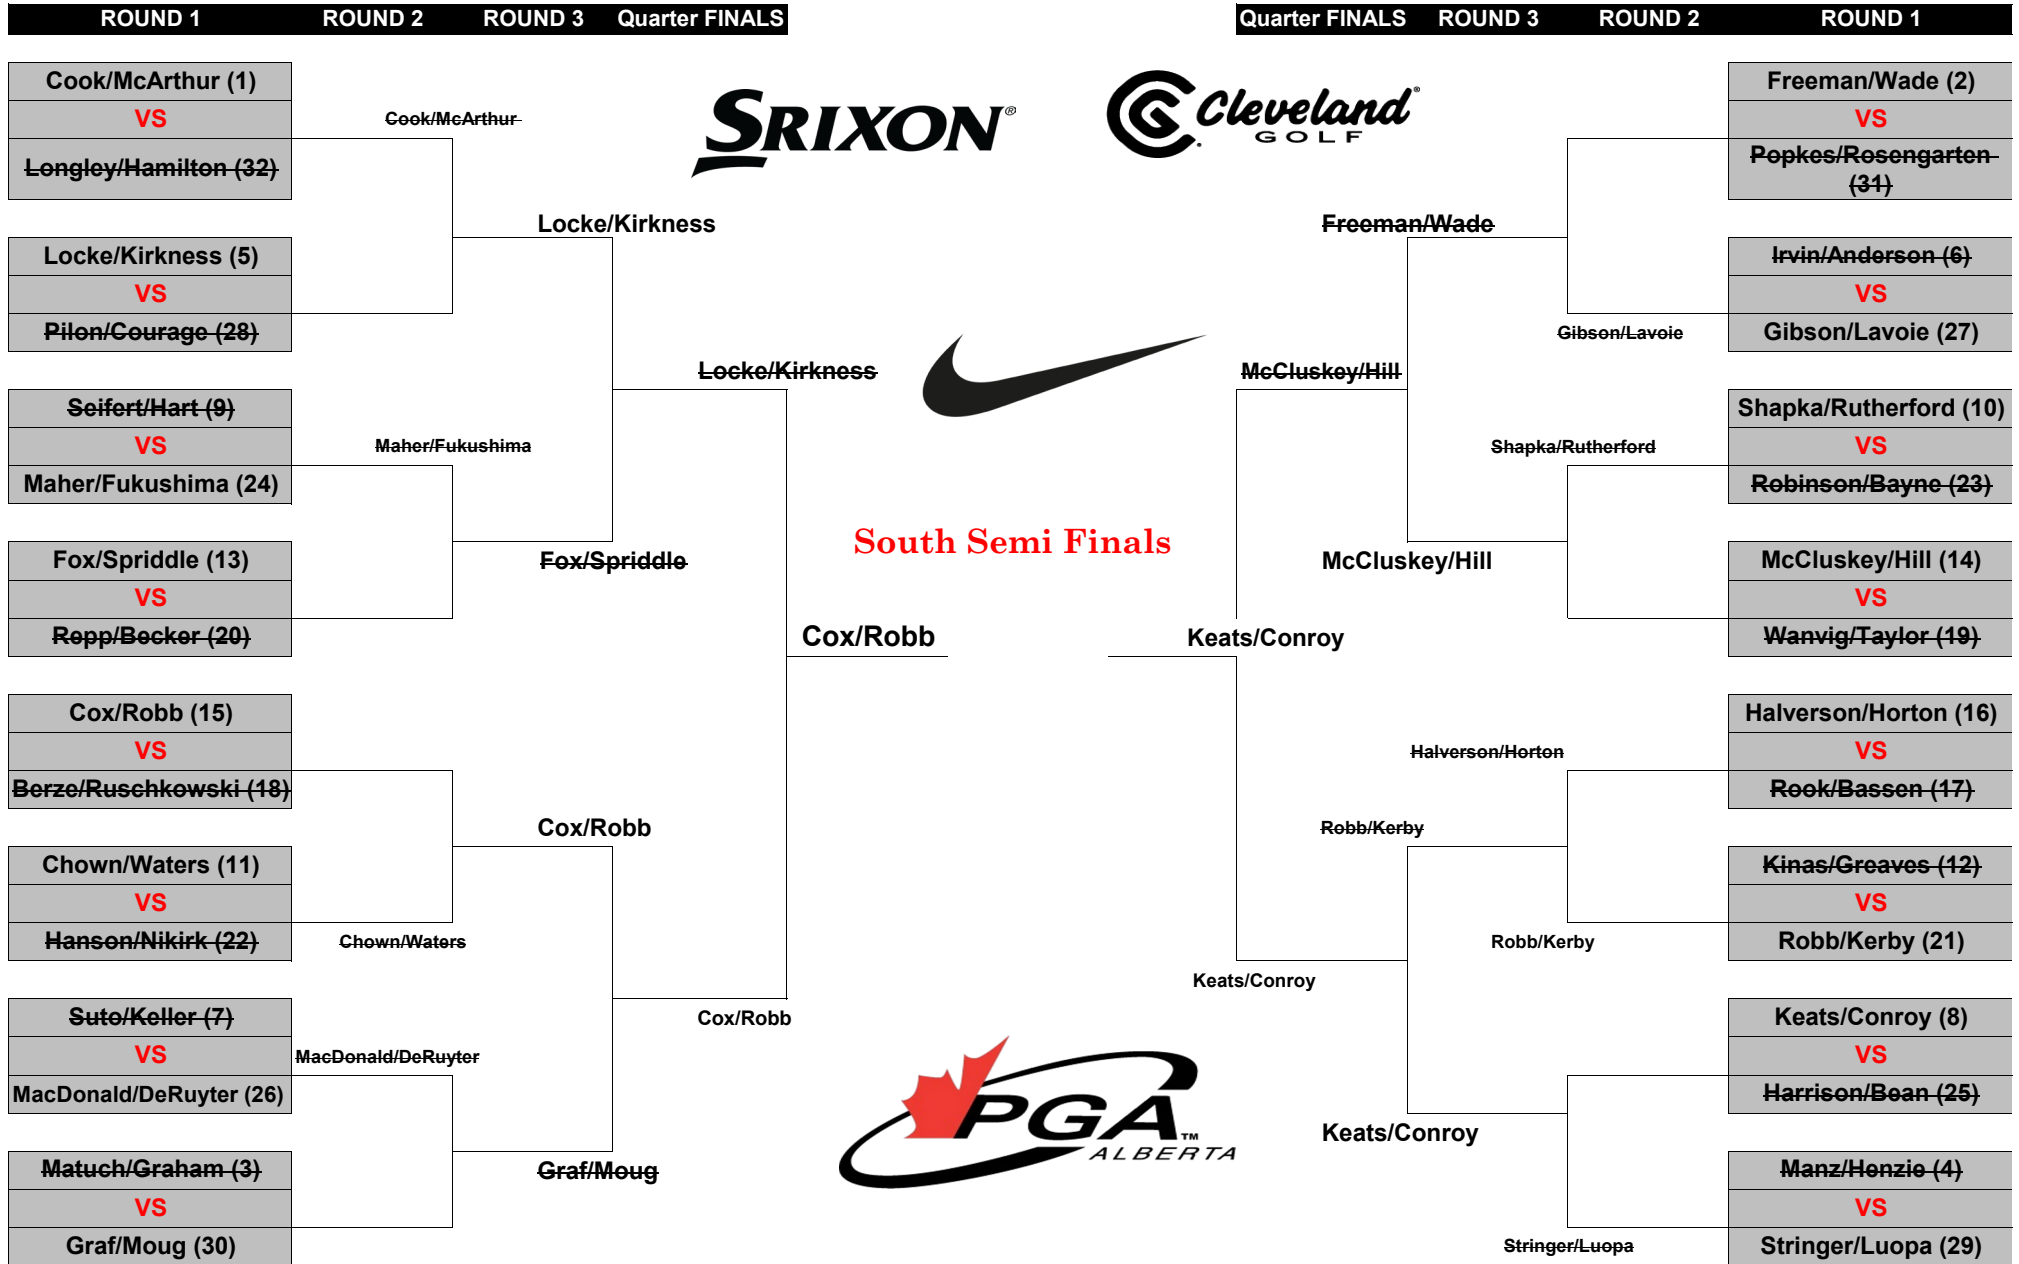 ROUND 1 ROUND 2 ROUND 3 Quarter FINALS
Quarter FINALS ROUND 3 ROUND 2 ROUND 1
Cook/McArthur (1)
VS
Longley/Hamilton (32)
Cook/McArthur
Locke/Kirkness (5)
VS
Pilon/Courage (28)
Locke/Kirkness
Seifert/Hart (9)
VS
Maher/Fukushima (24)
Maher/Fukushima
Fox/Spriddle (13)
VS
Repp/Becker (20)
Fox/Spriddle
Locke/Kirkness
Cox/Robb (15)
VS
Berze/Ruschkowski (18)
Cox/Robb
Chown/Waters (11)
VS
Hanson/Nikirk (22)
Chown/Waters
Suto/Keller (7)
VS
MacDonald/DeRuyter (26)
MacDonald/DeRuyter
Matuch/Graham (3)
VS
Graf/Moug (30)
Graf/Moug
Cox/Robb
Cox/Robb
SRIXON®
Cleveland®
GOLF
South Semi Finals
PGA™
ALBERTA
Keats/Conroy
McCluskey/Hill
Freeman/Wade
Freeman/Wade (2)
VS
Popkes/Rosengarten
(31)
Irvin/Anderson (6)
VS
Gibson/Lavoie (27)
Gibson/Lavoie
Shapka/Rutherford (10)
VS
Robinson/Bayne (23)
Shapka/Rutherford
McCluskey/Hill
McCluskey/Hill (14)
VS
Wanvig/Taylor (19)
Halverson/Horton (16)
VS
Rook/Bassen (17)
Halverson/Horton
Robb/Kerby
Kinas/Greaves (12)
VS
Robb/Kerby (21)
Robb/Kerby
Keats/Conroy
Keats/Conroy (8)
VS
Harrison/Bean (25)
Keats/Conroy
Manz/Henzie (4)
VS
Stringer/Luopa (29)
Stringer/Luopa